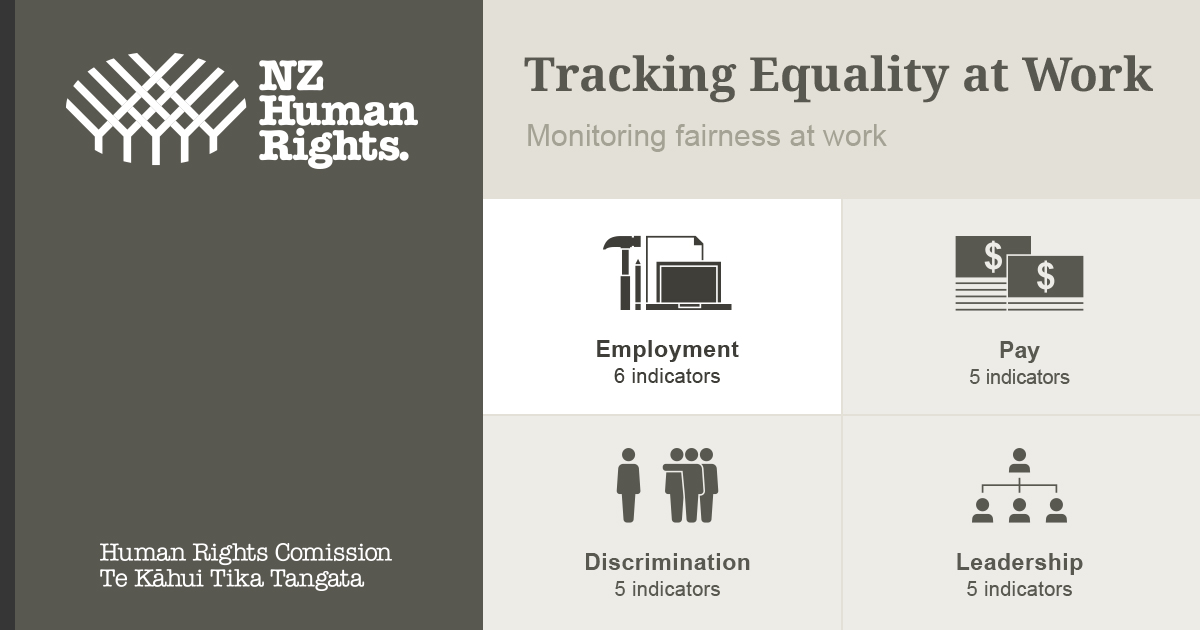 NZ
Human
Rights.
Human Rights Comission
Te Kāhui Tika Tangata
Tracking Equality at Work
Monitoring fairness at work
$
$
Employment
6 indicators
Pay
5 indicators
Discrimination
5 indicators
Leadership
5 indicators